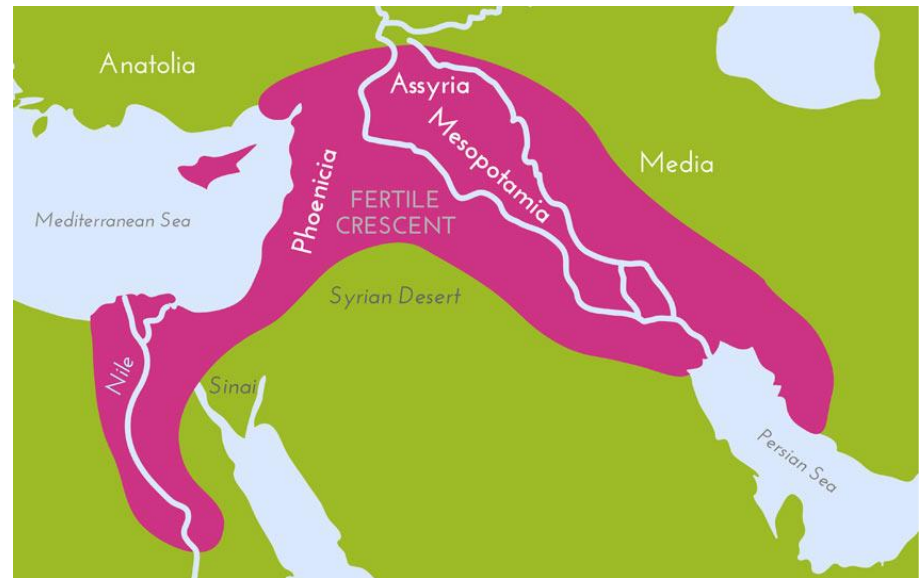 Anatolia
Assyria
Mesopotamia
Media
Phoenicia
FERTILE
CRESCENT
Mediterranean Sea
Syrian Desert
Nile
Sinai
Persian Sea